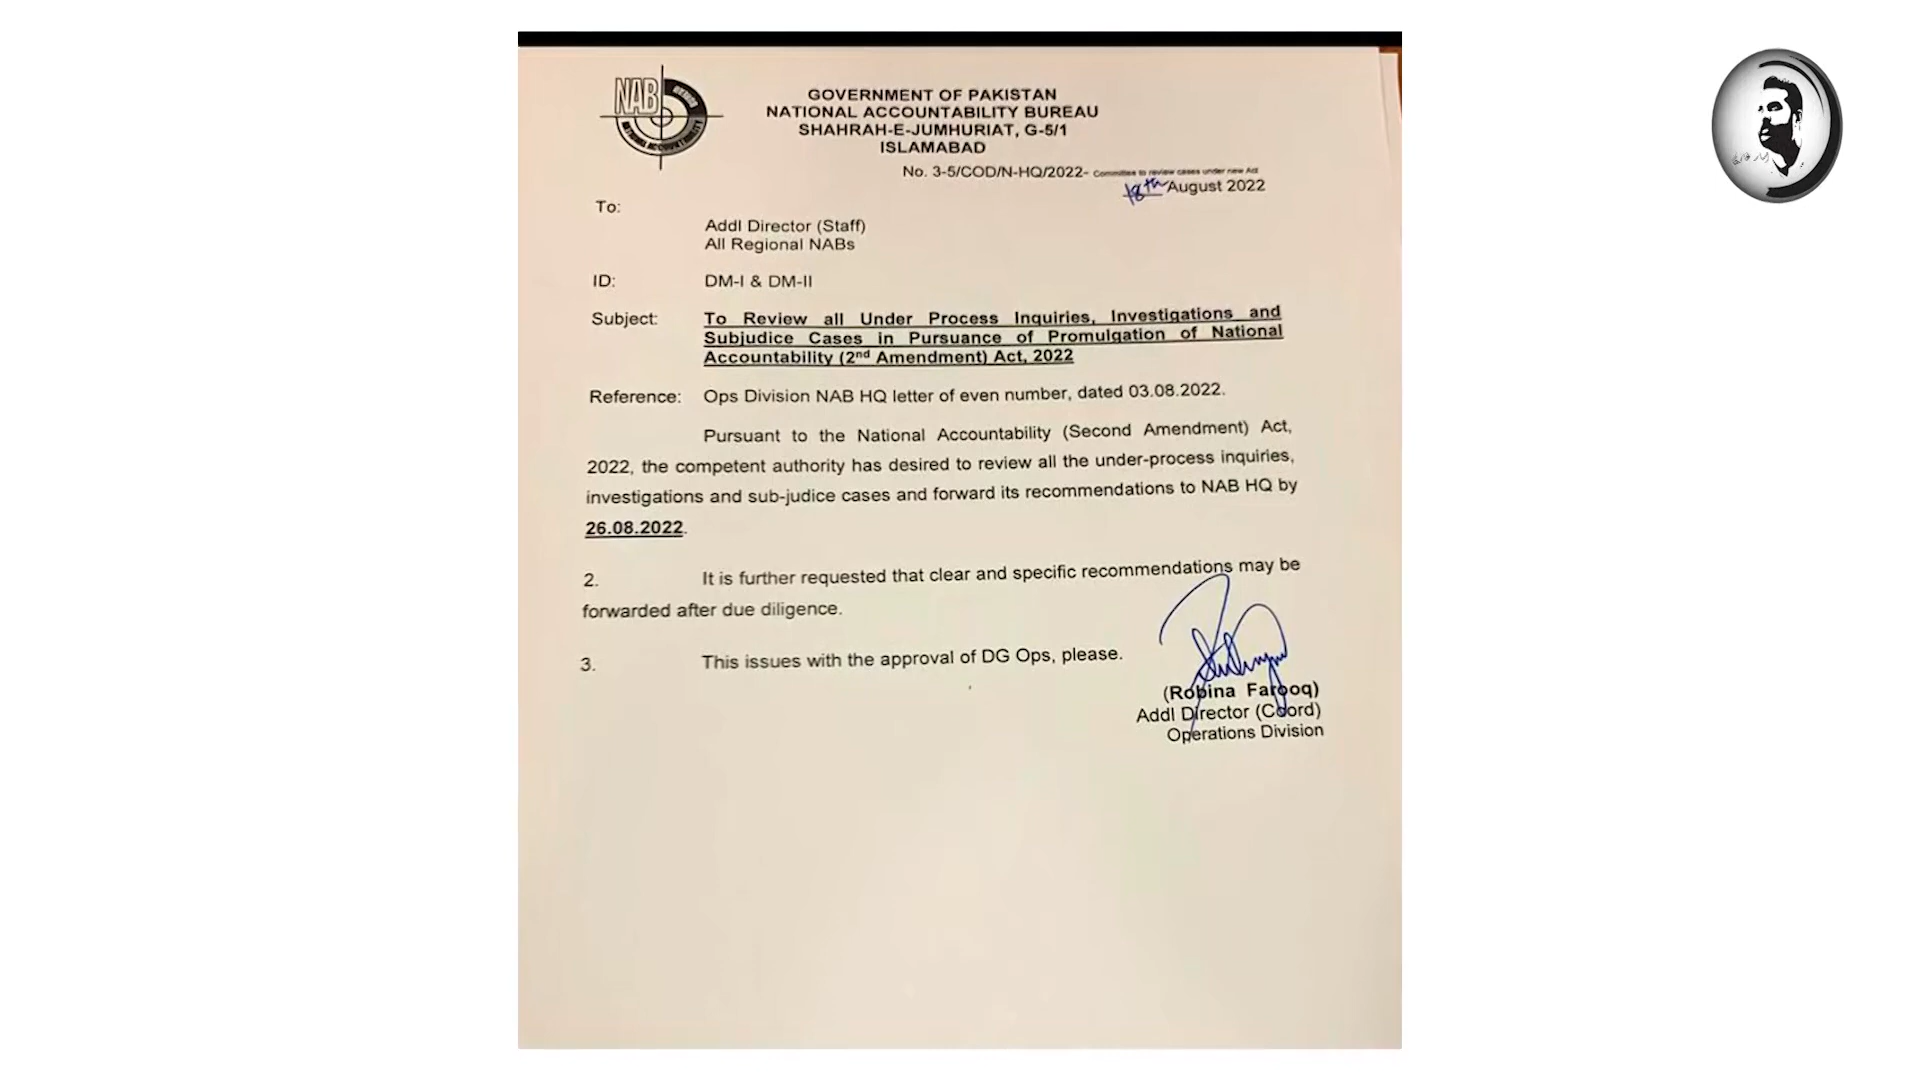 NAB
NATIONAL ACCOUNTABILITY
BUREAU
GOVERNMENT OF PAKISTAN
NATIONAL ACCOUNTABILITY BUREAU
SHAHRAH-E-JUMHURIAT, G-5/1
ISLAMABAD
No. 3-5/COD/N-HQ/2022- Committee to review cases under new Act
18th August 2022
To:
Addl Director (Staff)
All Regional NABs
ID: DM-I & DM-II
Subject: To Review all Under Process Inquiries, Investigations and
Subjudice Cases in Pursuance of Promulgation of National
Accountability (2nd Amendment) Act, 2022
Reference: Ops Division NAB HQ letter of even number, dated 03.08.2022.
Pursuant to the National Accountability (Second Amendment) Act,
2022, the competent authority has desired to review all the under-process inquiries,
investigations and sub-judice cases and forward its recommendations to NAB HQ by
26.08.2022.
2. It is further requested that clear and specific recommendations may be
forwarded after due diligence.
3. This issues with the approval of DG Ops, please.
(Robina Farooq)
Addl Director (Coord)
Operations Division